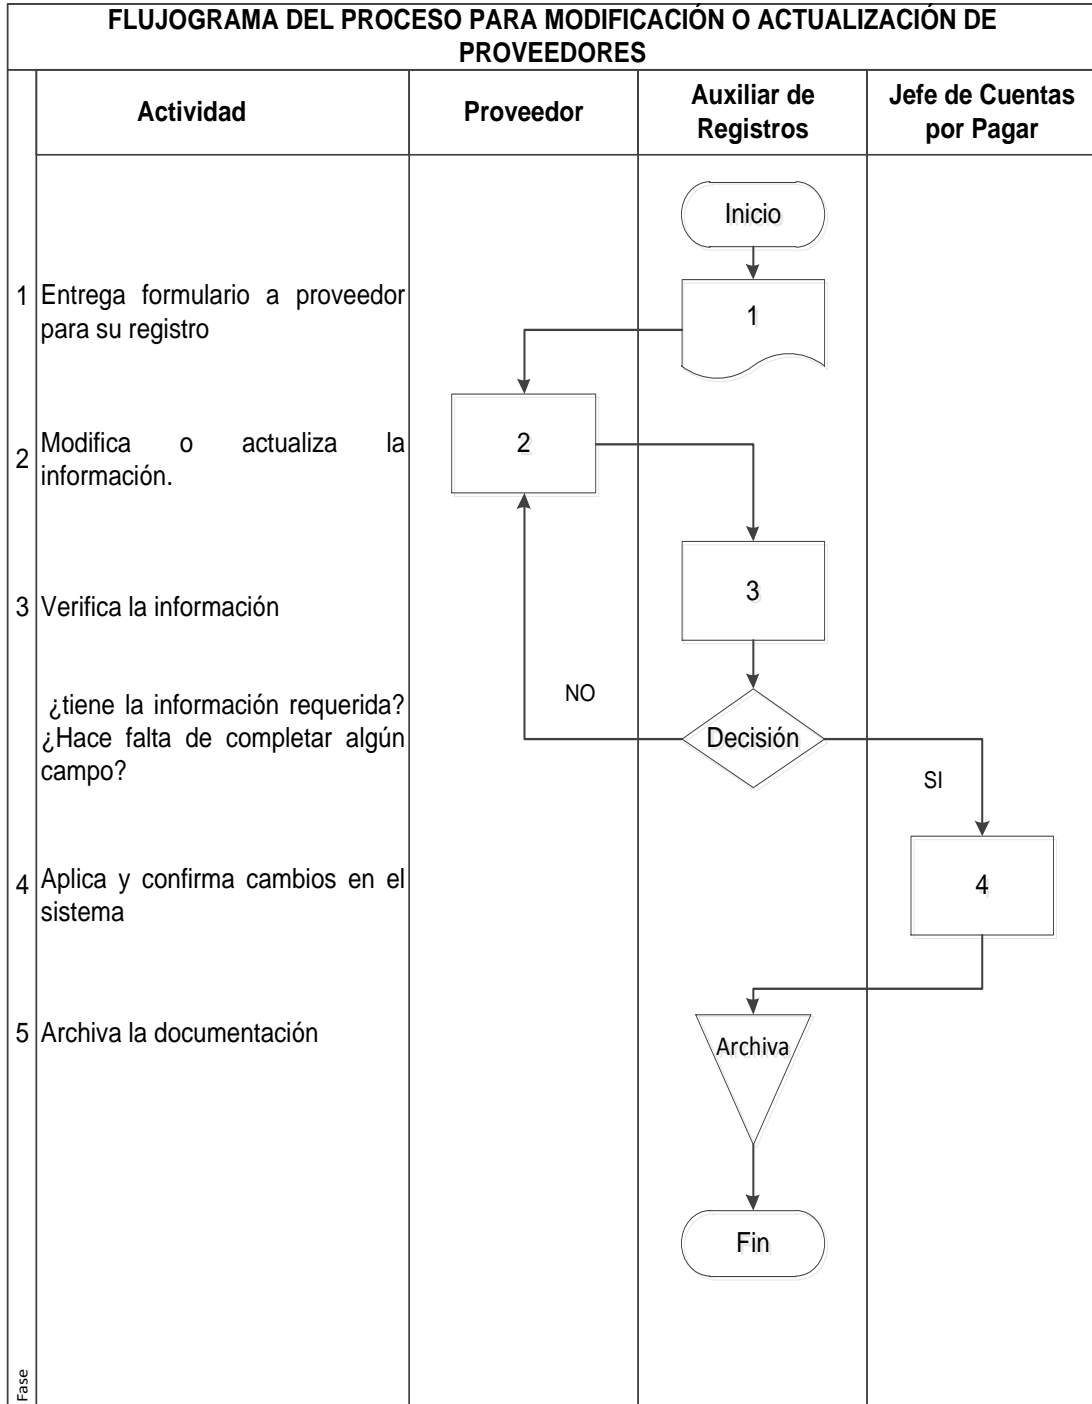 FLUJOGRAMA DEL PROCESO PARA MODIFICACIÓN O ACTUALIZACIÓN DE
PROVEEDORES
Actividad
Proveedor
Auxiliar de
Registros
Jefe de Cuentas
por Pagar
Inicio
1 Entrega formulario a proveedor
para su registro
1
2 Modifica o actualiza la
información.
2
3 Verifica la información
3
¿tiene la información requerida?
¿Hace falta de completar algún
campo?
NO
Decisión
SI
4 Aplica y confirma cambios en el
sistema
4
5 Archiva la documentación
Archiva
Fin
Fase